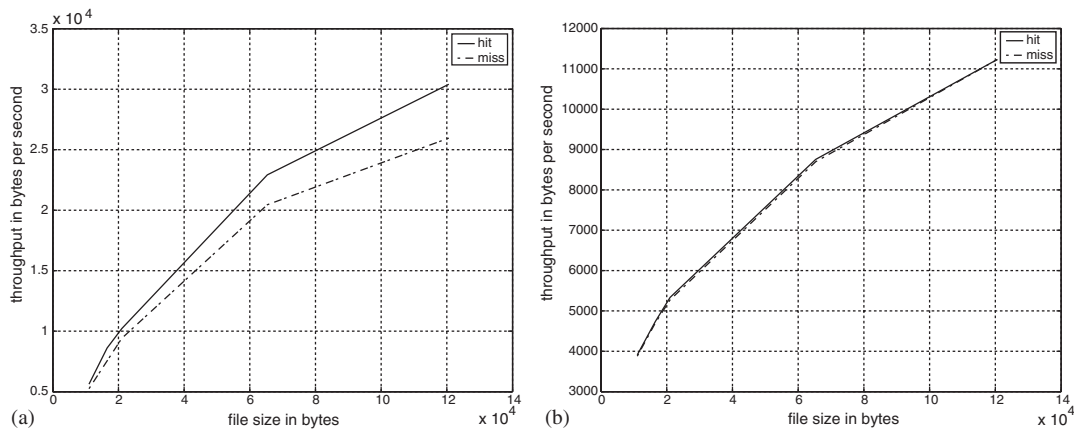 x 10^4
3.5
3
2.5
2
1.5
1
0.5
throughput in bytes per second
hit
miss
0 2 4 6 8 10 12 14
file size in bytes
x 10^4
(a)
12000
11000
10000
9000
8000
7000
6000
5000
4000
3000
throughput in bytes per second
hit
miss
0 2 4 6 8 10 12 14
file size in bytes
x 10^4
(b)